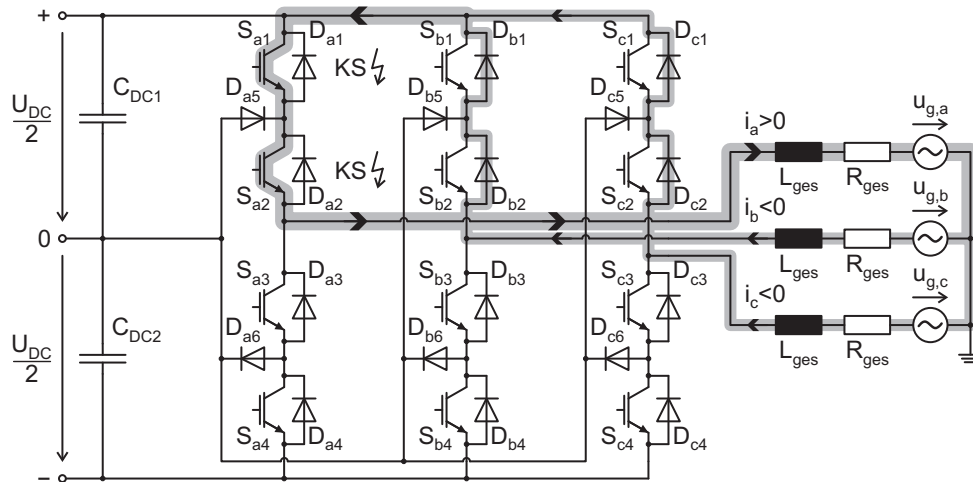 +
S_a1 D_a1 S_b1 D_b1 S_c1 D_c1
KS
U_DC/2
C_DC1
D_a5 D_b5 D_c5
i_a>0 u_g,a
KS
L_ges R_ges
S_a2 D_a2 S_b2 D_b2 S_c2 D_c2
i_b<0 u_g,b
0
L_ges R_ges
S_a3 D_a3 S_b3 D_b3 S_c3 D_c3
i_c<0 u_g,c
U_DC/2
C_DC2
D_a6 D_b6 D_c6
L_ges R_ges
S_a4 D_a4 S_b4 D_b4 S_c4 D_c4
−